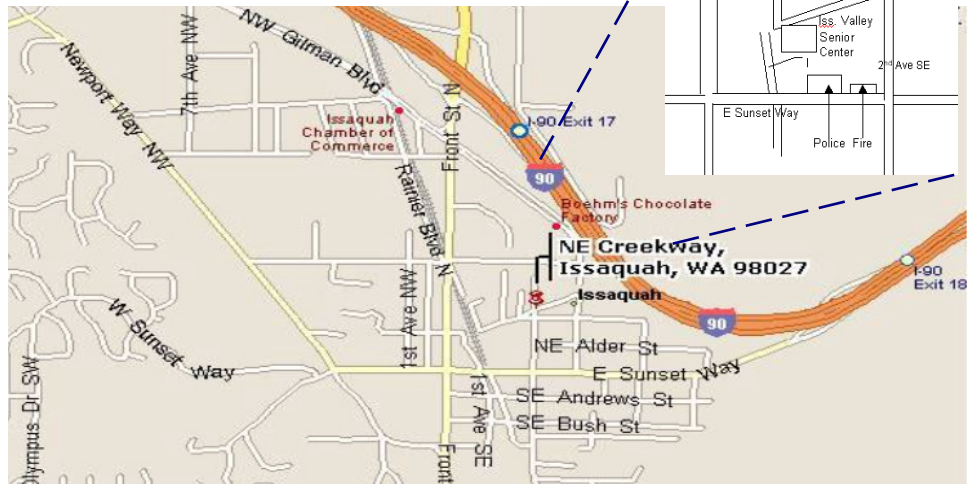 NW Gilman Blvd
Newport Way NW
7th Ave NW
Issaquah
Chamber of
Commerce
Front St N
I-90 Exit 17
90
Rainier Blvd N
Boehm's Chocolate
Factory
NE Creekway,
Issaquah, WA 98027
Issaquah
I-90
Exit 18
90
W Sunset Way
1st Ave NW
NE Alder St
E Sunset Way
SE Andrews St
SE Bush St
1st Ave SE
Front
Olympus Dr SW
Iss. Valley
Senior
Center
2nd Ave SE
E Sunset Way
Police Fire